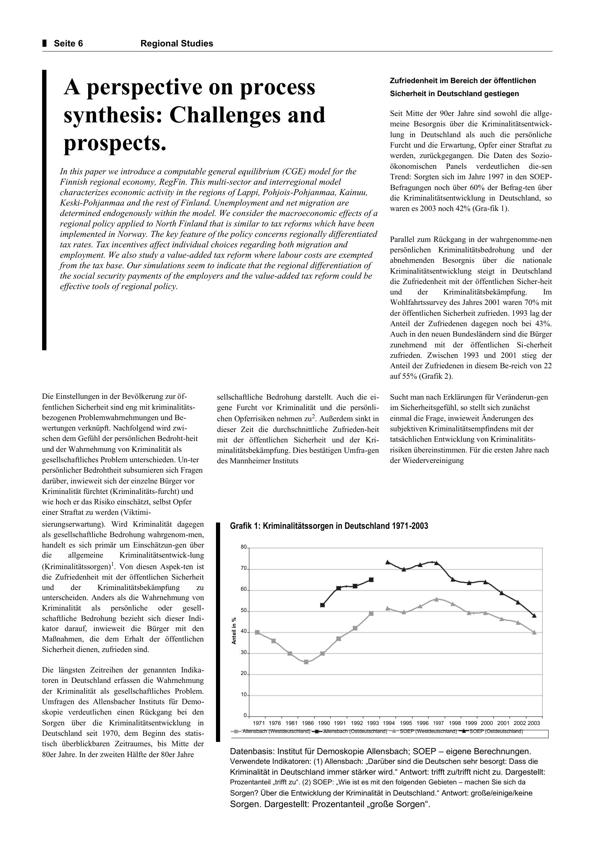 Seite 6 Regional Studies
A perspective on process
synthesis: Challenges and
prospects.
In this paper we introduce a computable general equilibrium (CGE) model for the
Finnish regional economy, RegFin. This multi-sector and interregional model
characterizes economic activity in the regions of Lappi, Pohjois-Pohjanmaa, Kainuu,
Keski-Pohjanmaa and the rest of Finland. Unemployment and net migration are
determined endogenously within the model. We consider the macroeconomic effects of a
regional policy applied to North Finland that is similar to tax reforms which have been
implemented in Norway. The key feature of the policy concerns regionally differentiated
tax rates. Tax incentives affect individual choices regarding both migration and
employment. We also study a value-added tax reform where labour costs are exempted
from the tax base. Our simulations seem to indicate that the regional differentiation of
the social security payments of the employers and the value-added tax reform could be
effective tools of regional policy.
Zufriedenheit im Bereich der öffentlichen
Sicherheit in Deutschland gestiegen
Seit Mitte der 90er Jahre sind sowohl die allge-
meine Besorgnis über die Kriminalitätsentwick-
lung in Deutschland als auch die persönliche
Furcht und die Erwartung, Opfer einer Straftat zu
werden, zurückgegangen. Die Daten des Sozio-
ökonomischen Panels verdeutlichen die-sen
Trend: Sorgten sich im Jahre 1997 in den SOEP-
Befragungen noch über 60% der Befrag-ten über
die Kriminalitätsentwicklung in Deutschland, so
waren es 2003 noch 42% (Gra-fik 1).
Parallel zum Rückgang in der wahrgenomme-nen
persönlichen Kriminalitätsbedrohung und der
abnehmenden Besorgnis über die nationale
Kriminalitätsentwicklung steigt in Deutschland
die Zufriedenheit mit der öffentlichen Sicher-heit
und der Kriminalitätsbekämpfung. Im
Wohlfahrtssurvey des Jahres 2001 waren 70% mit
der öffentlichen Sicherheit zufrieden. 1993 lag der
Anteil der Zufriedenen dagegen noch bei 43%.
Auch in den neuen Bundesländern sind die Bürger
zunehmend mit der öffentlichen Si-cherheit
zufrieden. Zwischen 1993 und 2001 stieg der
Anteil der Zufriedenen in diesem Be-reich von 22
auf 55% (Grafik 2).
Die Einstellungen in der Bevölkerung zur öf-
fentlichen Sicherheit sind eng mit kriminalitäts-
bezogenen Problemwahrnehmungen und Be-
wertungen verknüpft. Nachfolgend wird zwi-
schen dem Gefühl der persönlichen Bedroht-heit
und der Wahrnehmung von Kriminalität als
gesellschaftliches Problem unterschieden. Un-ter
persönlicher Bedrohtheit subsumieren sich Fragen
darüber, inwieweit sich der einzelne Bürger vor
Kriminalität fürchtet (Kriminalitäts-furcht) und
wie hoch er das Risiko einschätzt, selbst Opfer
einer Straftat zu werden (Viktimi-
sierungserwartung). Wird Kriminalität dagegen
als gesellschaftliche Bedrohung wahrgenom-men,
handelt es sich primär um Einschätzun-gen über
die allgemeine Kriminalitätsentwick-lung
(Kriminalitätssorgen)1. Von diesen Aspek-ten ist
die Zufriedenheit mit der öffentlichen Sicherheit
und der Kriminalitätsbekämpfung zu
unterscheiden. Anders als die Wahrnehmung von
Kriminalität als persönliche oder gesell-
schaftliche Bedrohung bezieht sich dieser Indi-
kator darauf, inwieweit die Bürger mit den
Maßnahmen, die dem Erhalt der öffentlichen
Sicherheit dienen, zufrieden sind.
Die längsten Zeitreihen der genannten Indika-
toren in Deutschland erfassen die Wahrnehmung
der Kriminalität als gesellschaftliches Problem.
Umfragen des Allensbacher Instituts für Demo-
skopie verdeutlichen einen Rückgang bei den
Sorgen über die Kriminalitätsentwicklung in
Deutschland seit 1970, dem Beginn des statis-
tisch überblickbaren Zeitraumes, bis Mitte der
80er Jahre. In der zweiten Hälfte der 80er Jahre
sellschaftliche Bedrohung darstellt. Auch die ei-
gene Furcht vor Kriminalität und die persönli-
chen Opferrisiken nehmen zu2. Außerdem sinkt in
dieser Zeit die durchschnittliche Zufrieden-heit
mit der öffentlichen Sicherheit und der Kri-
minalitätsbekämpfung. Dies bestätigen Umfra-gen
des Mannheimer Instituts
Sucht man nach Erklärungen für Veränderun-gen
im Sicherheitsgefühl, so stellt sich zunächst
einmal die Frage, inwieweit Änderungen des
subjektiven Kriminalitätsempfindens mit der
tatsächlichen Entwicklung von Kriminalitäts-
risiken übereinstimmen. Für die ersten Jahre nach
der Wiedervereinigung
Grafik 1: Kriminalitätssorgen in Deutschland 1971-2003
Anteil in %
80
70
60
50
40
30
20
10
0
1971 1976 1981 1986 1990 1991 1992 1993 1994 1995 1996 1997 1998 1999 2000 2001 2002 2003
Allensbach (Westdeutschland) Allensbach (Ostdeutschland) SOEP (Westdeutschland) SOEP (Ostdeutschland)
Datenbasis: Institut für Demoskopie Allensbach; SOEP – eigene Berechnungen.
Verwendete Indikatoren: (1) Allensbach: „Darüber sind die Deutschen sehr besorgt: Dass die
Kriminalität in Deutschland immer stärker wird.“ Antwort: trifft zu/trifft nicht zu. Dargestellt:
Prozentanteil „trifft zu“. (2) SOEP: „Wie ist es mit den folgenden Gebieten – machen Sie sich da
Sorgen? Über die Entwicklung der Kriminalität in Deutschland.“ Antwort: große/einige/keine
Sorgen. Dargestellt: Prozentanteil „große Sorgen“.